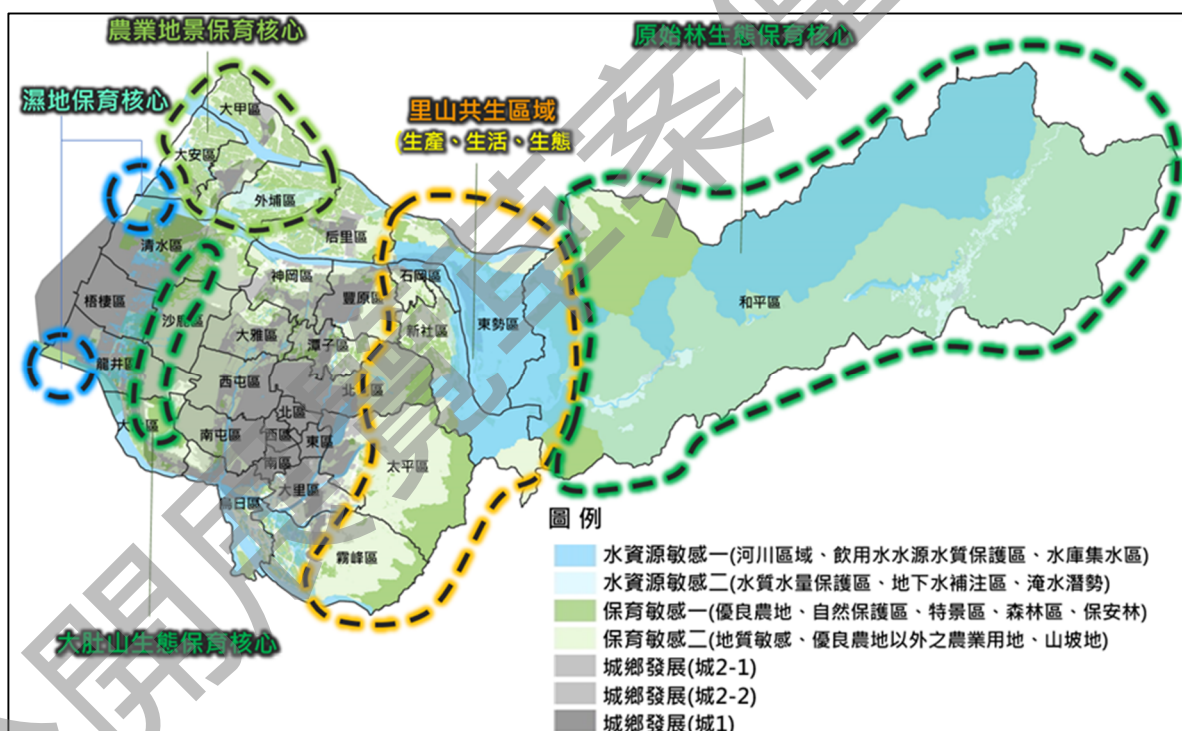 農業地景保育核心
原始林生態保育核心
濕地保育核心
里山共生區域
(生產、生活、生態
大甲區
大安區
外埔區
后里區
清水區
神岡區
石岡區
豐原區
東勢區
和平區
梧棲區
沙鹿區
大雅區
潭子區
新社區
龍井區
西屯區
北屯區
北區
南屯區
西區
東區
南區
太平區
大里區
烏日區
霧峰區
大肚山生態保育核心
圖 例
水資源敏感一(河川區域、飲用水水源水質保護區、水庫集水區)
水資源敏感二(水質水量保護區、地下水補注區、淹水潛勢)
保育敏感一(優良農地、自然保護區、特景區、森林區、保安林)
保育敏感二(地質敏感、優良農地以外之農業用地、山坡地)
城鄉發展(城2-1)
城鄉發展(城2-2)
城鄉發展(城1)